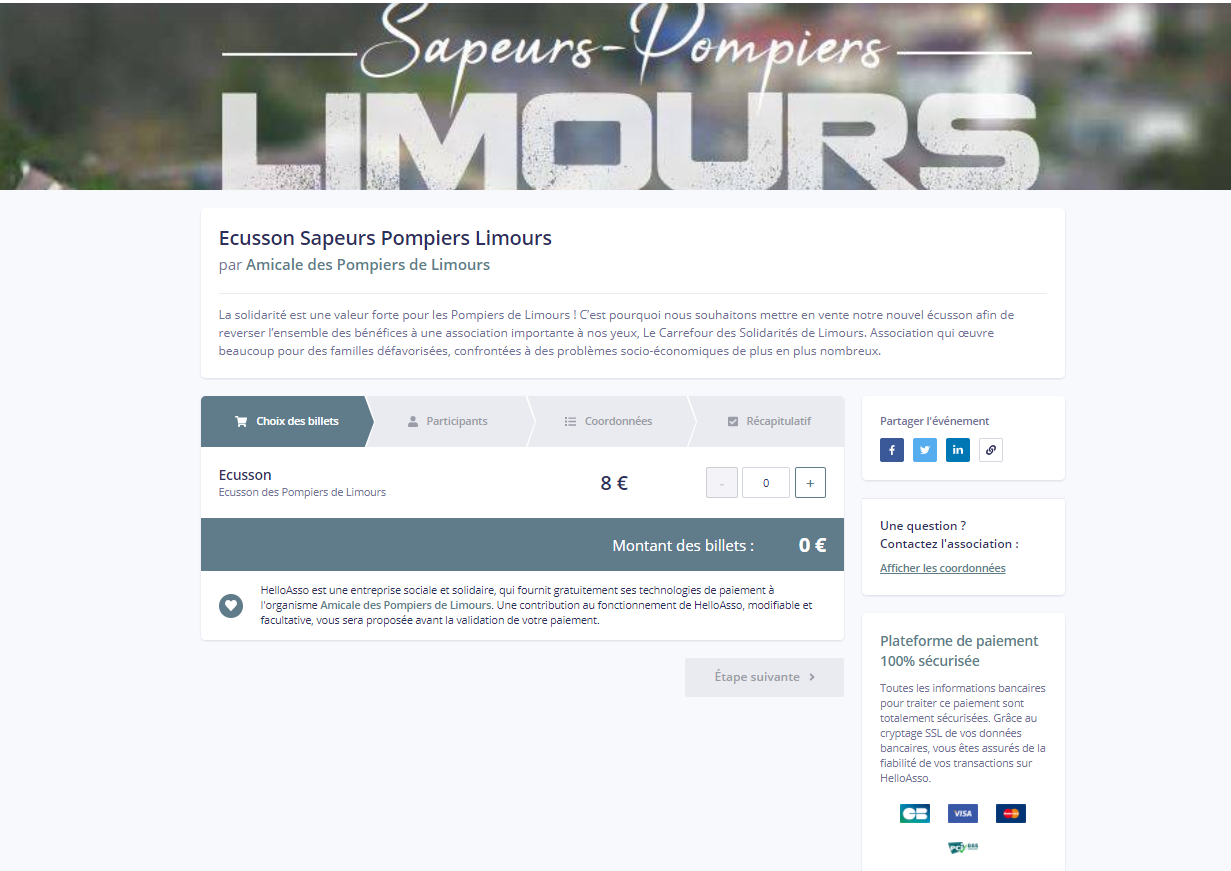 Sapeurs-Pompiers
LIMOURS
Ecusson Sapeurs Pompiers Limours
par Amicale des Pompiers de Limours
La solidarité est une valeur forte pour les Pompiers de Limours ! C'est pourquoi nous souhaitons mettre en vente notre nouvel écusson afin de
reverser l'ensemble des bénéfices à une association importante à nos yeux, Le Carrefour des Solidarités de Limours. Association qui œuvre
beaucoup pour des familles défavorisées, confrontées à des problèmes socio-économiques de plus en plus nombreux.
Choix des billets
Participants
Coordonnées
Récapitulatif
Ecusson
Ecusson des Pompiers de Limours
8 €
- 0 +
Montant des billets : 0 €
HelloAsso est une entreprise sociale et solidaire, qui fournit gratuitement ses technologies de paiement à
l'organisme Amicale des Pompiers de Limours. Une contribution au fonctionnement de HelloAsso, modifiable et
facultative, vous sera proposée avant la validation de votre paiement.
Étape suivante
Partager l'événement
f
in
Une question ?
Contactez l'association :
Afficher les coordonnées
Plateforme de paiement
100% sécurisée
Toutes les informations bancaires
pour traiter ce paiement sont
totalement sécurisées. Grâce au
cryptage SSL de vos données
bancaires, vous êtes assurés de la
fiabilité de vos transactions sur
HelloAsso.
CB
VISA
PCI DSS